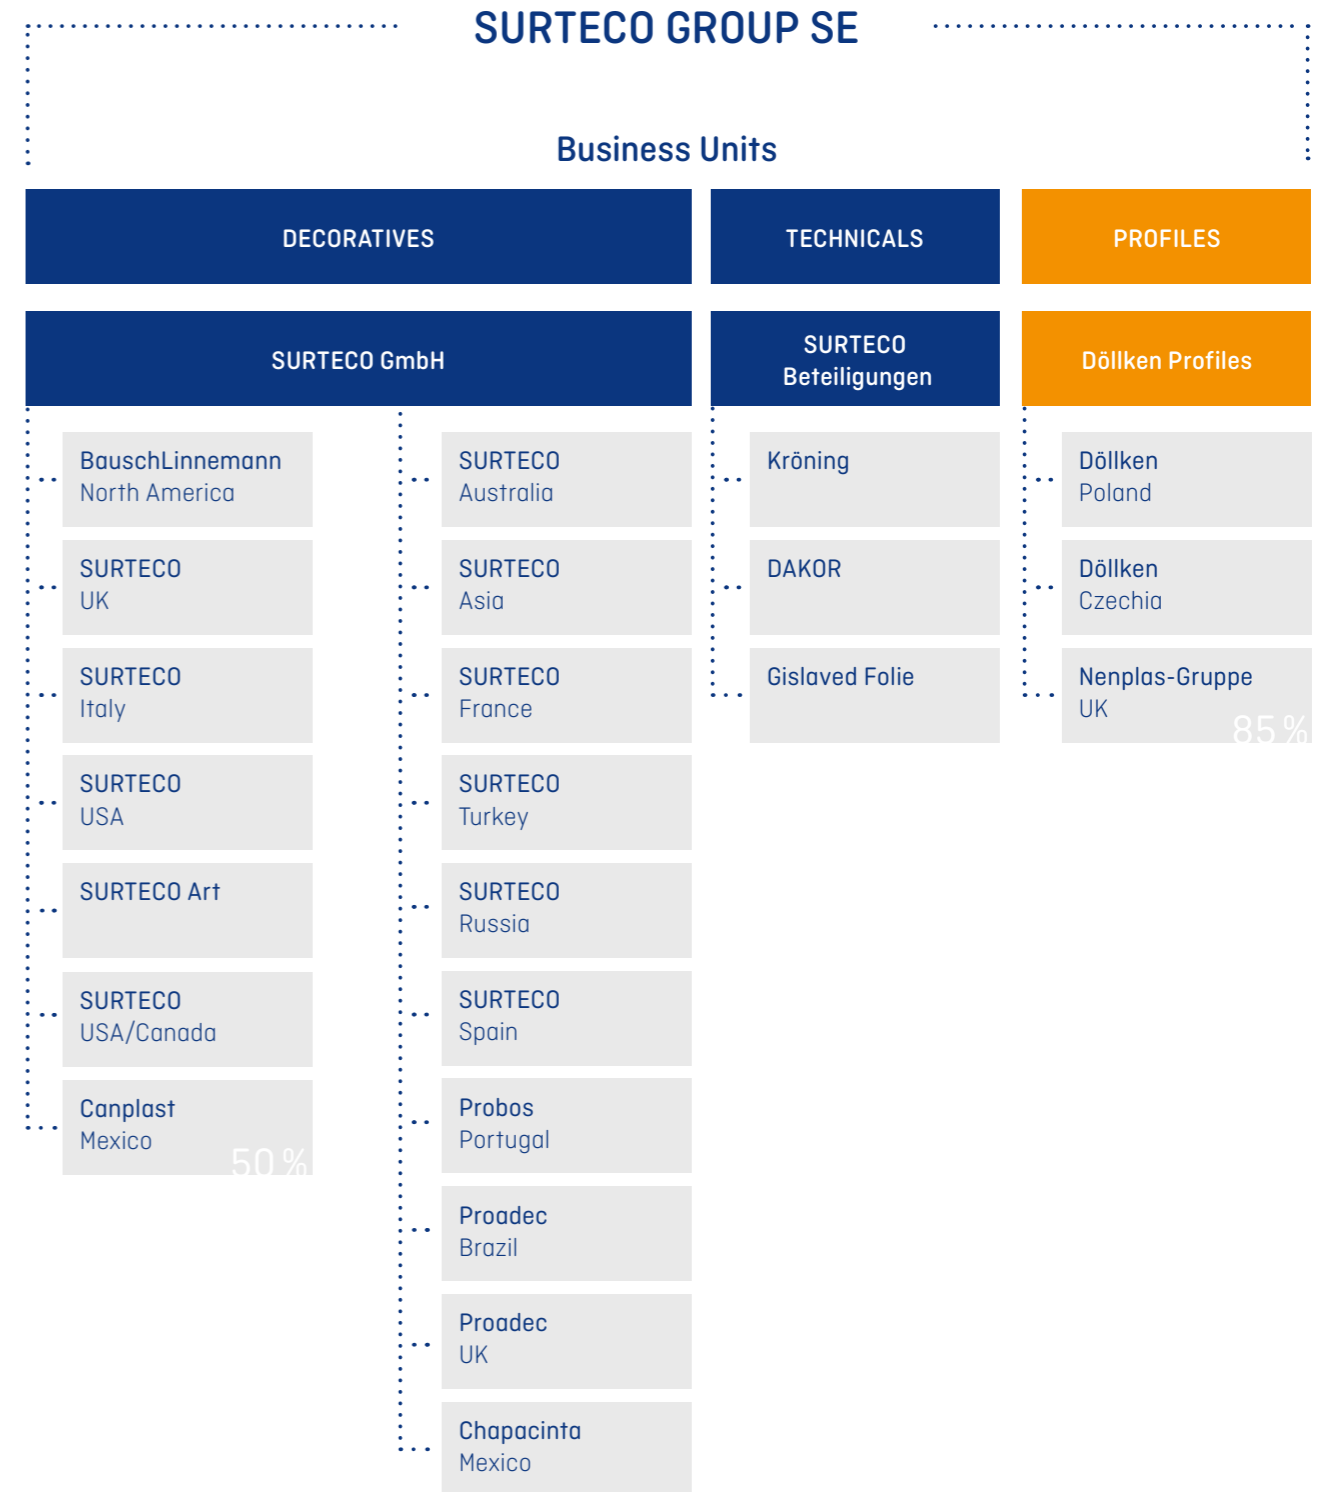 SURTECO GROUP SE
Business Units
DECORATIVES
TECHNICALS
PROFILES
SURTECO GmbH
SURTECO
Beteiligungen
Döllken Profiles
BauschLinnemann
North America
SURTECO
UK
SURTECO
Italy
SURTECO
USA
SURTECO Art
SURTECO
USA/Canada
Canplast
Mexico
50 %
SURTECO
Australia
SURTECO
Asia
SURTECO
France
SURTECO
Turkey
SURTECO
Russia
SURTECO
Spain
Probos
Portugal
Proadec
Brazil
Proadec
UK
Chapacinta
Mexico
Kröning
DAKOR
Gislaved Folie
Döllken
Poland
Döllken
Czechia
Nenplas-Gruppe
UK
85 %